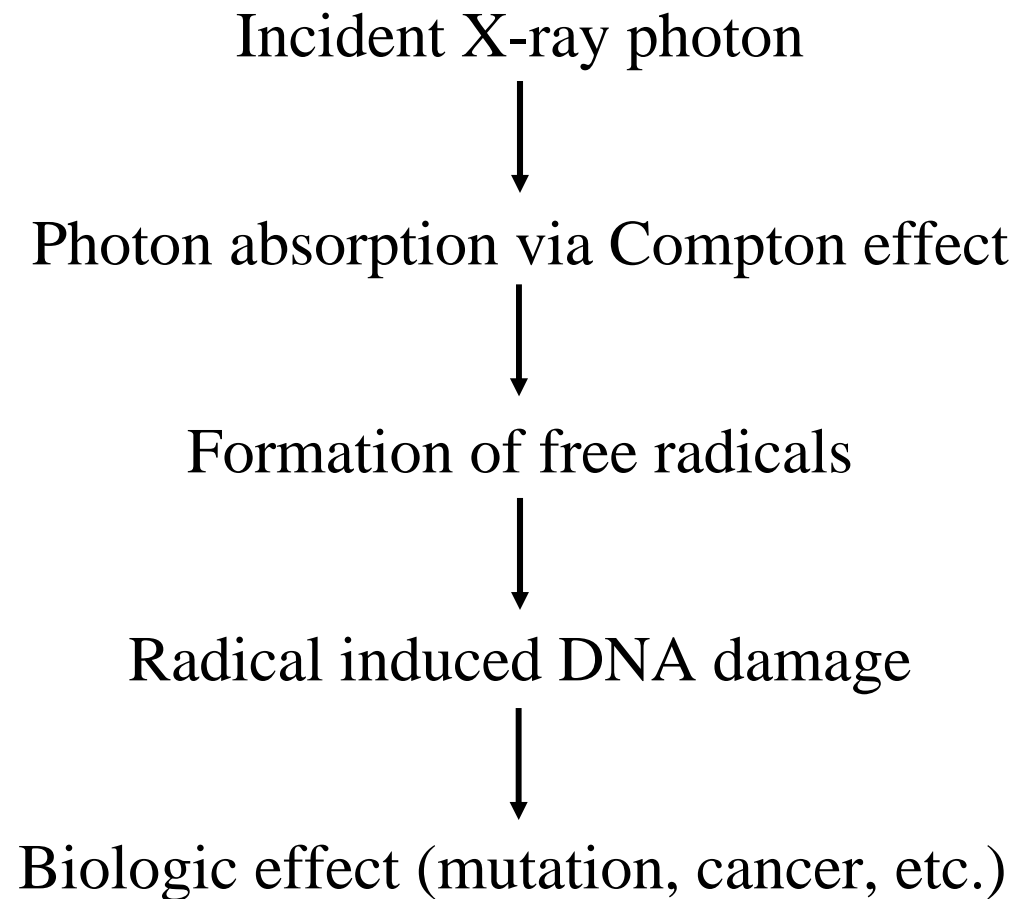 Incident X-ray photon
Photon absorption via Compton effect
Formation of free radicals
Radical induced DNA damage
Biologic effect (mutation, cancer, etc.)